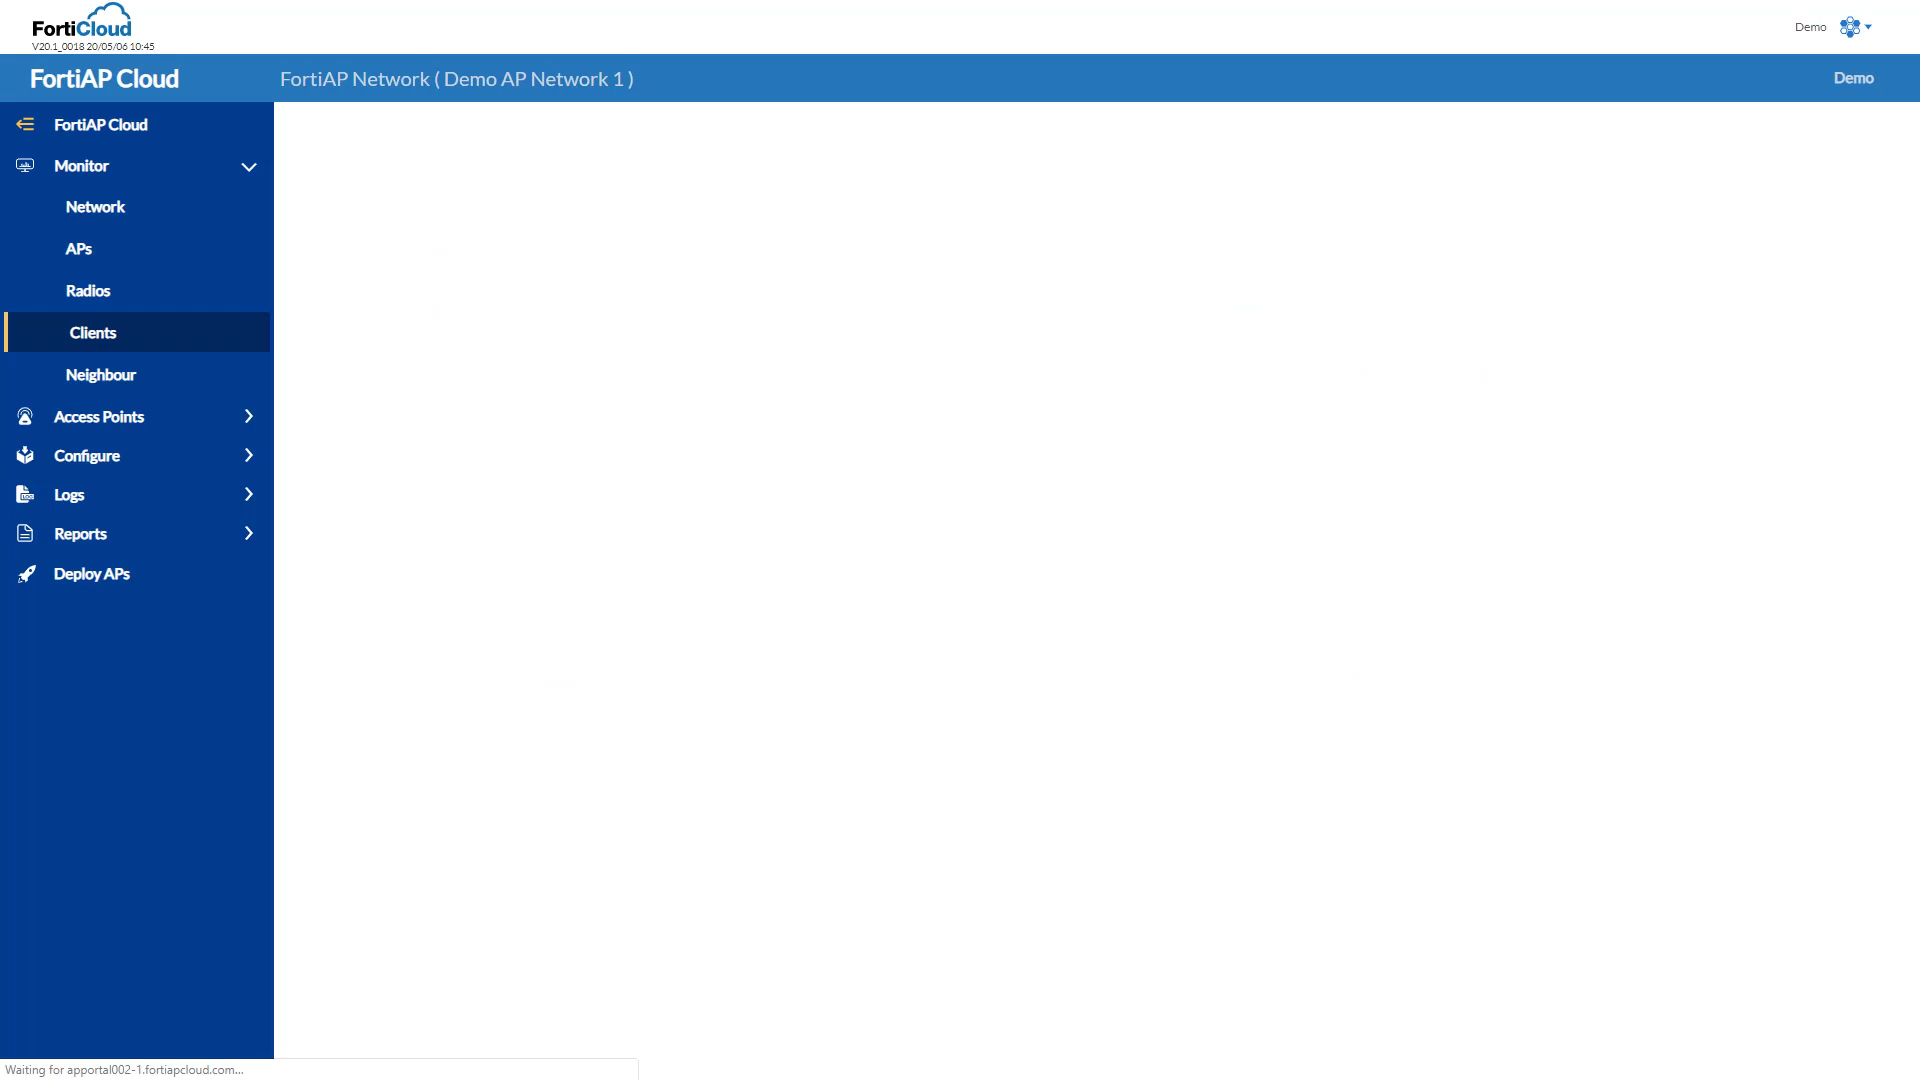 FortiCloud
V20.1_0018 20/05/06 10:45
Demo
FortiAP Cloud
FortiAP Network ( Demo AP Network 1 )
Demo
FortiAP Cloud
Monitor
Network
APs
Radios
Clients
Neighbour
Access Points
Configure
LOG
Logs
Reports
Deploy APs
Waiting for apportal002-1.fortiapcloud.com...